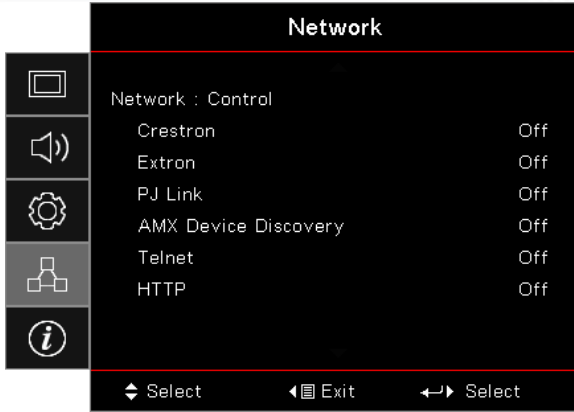 Network
Network : Control
Crestron Off
Extron Off
PJ Link Off
AMX Device Discovery Off
Telnet Off
HTTP Off
Select Exit Select